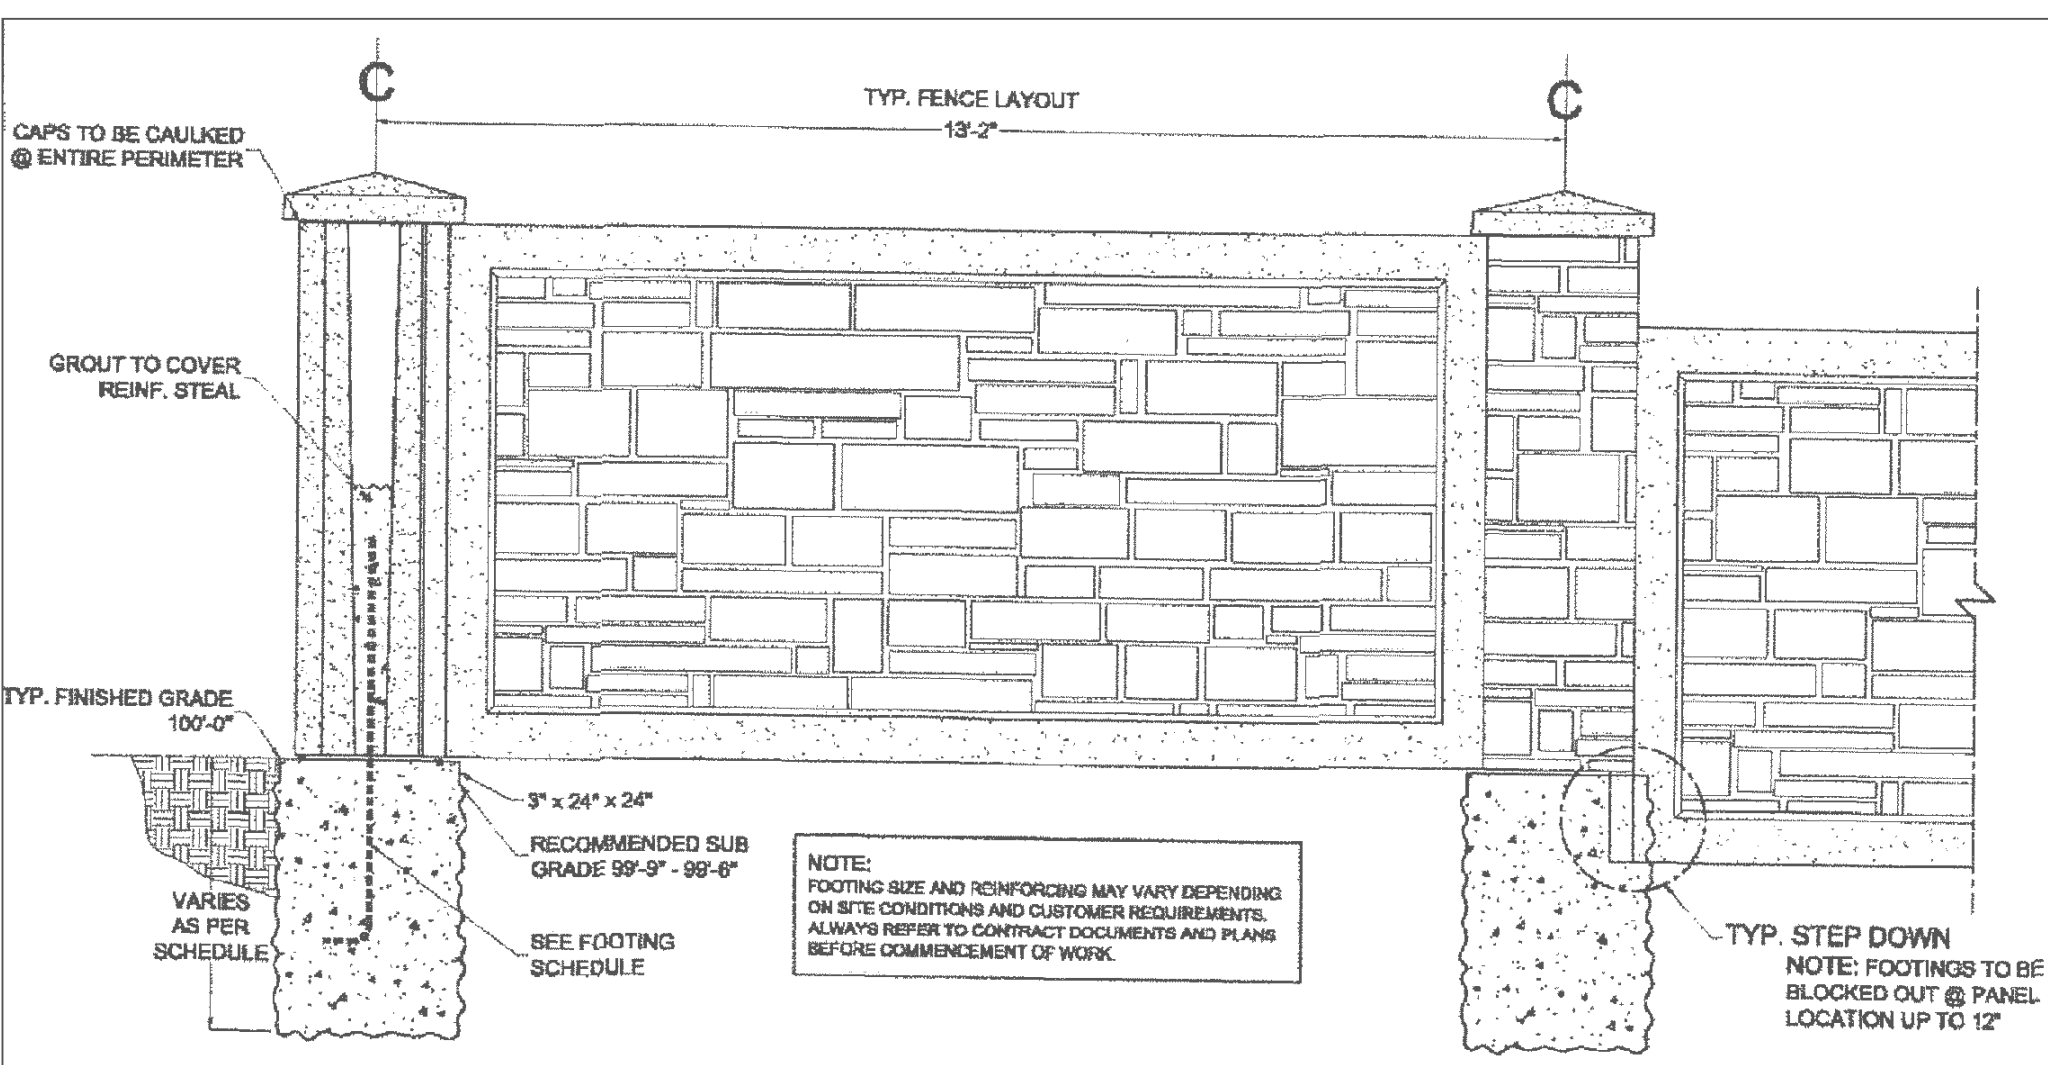 C
C
TYP. FENCE LAYOUT
13'-2"
CAPS TO BE CAULKED
@ ENTIRE PERIMETER
GROUT TO COVER
REINF. STEAL
TYP. FINISHED GRADE
100'-0"
3" x 24" x 24"
RECOMMENDED SUB
GRADE 99'-9" - 99'-6"
VARIES
AS PER
SCHEDULE
SEE FOOTING
SCHEDULE
NOTE:
FOOTING SIZE AND REINFORCING MAY VARY DEPENDING
ON SITE CONDITIONS AND CUSTOMER REQUIREMENTS.
ALWAYS REFER TO CONTRACT DOCUMENTS AND PLANS
BEFORE COMMENCEMENT OF WORK.
TYP. STEP DOWN
NOTE: FOOTINGS TO BE
BLOCKED OUT @ PANEL
LOCATION UP TO 12"